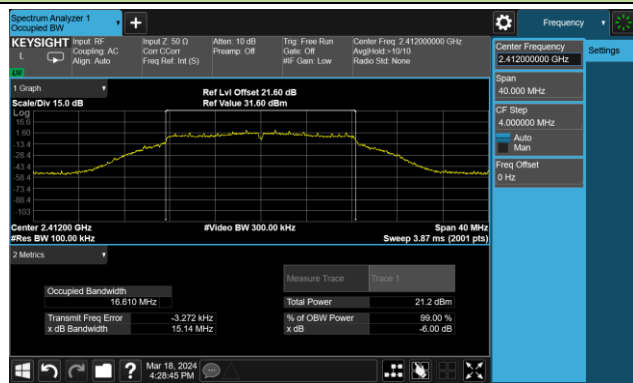 Spectrum Analyzer 1
Occupied BW
Frequency
KEYSIGHT
Input: RF
Coupling: AC
Align: Auto
Input Z: 50 Ω
Corr CCorr
Freq Ref: Int (S)
Atten: 10 dB
Preamp: Off
Trig: Free Run
Gate: Off
#IF Gain: Low
Center Freq: 2.412000000 GHz
Avg|Hold:>10/10
Radio Std: None
L
Center Frequency
2.412000000 GHz
Settings
Span
40.000 MHz
CF Step
4.000000 MHz
Auto
Man
Freq Offset
0 Hz
1 Graph
Scale/Div 15.0 dB
Ref Lvl Offset 21.60 dB
Ref Value 31.60 dBm
Log
16.6
1.60
-13.4
-28.4
-43.4
-58.4
-73.4
-88.4
-103
Center 2.41200 GHz
#Res BW 100.00 kHz
#Video BW 300.00 kHz
Span 40 MHz
Sweep 3.87 ms (2001 pts)
2 Metrics
Measure Trace
Trace 1
Occupied Bandwidth
16.610 MHz
Total Power
21.2 dBm
Transmit Freq Error
-3.272 kHz
% of OBW Power
99.00 %
x dB Bandwidth
15.14 MHz
x dB
-6.00 dB
?
Mar 18, 2024
4:28:45 PM